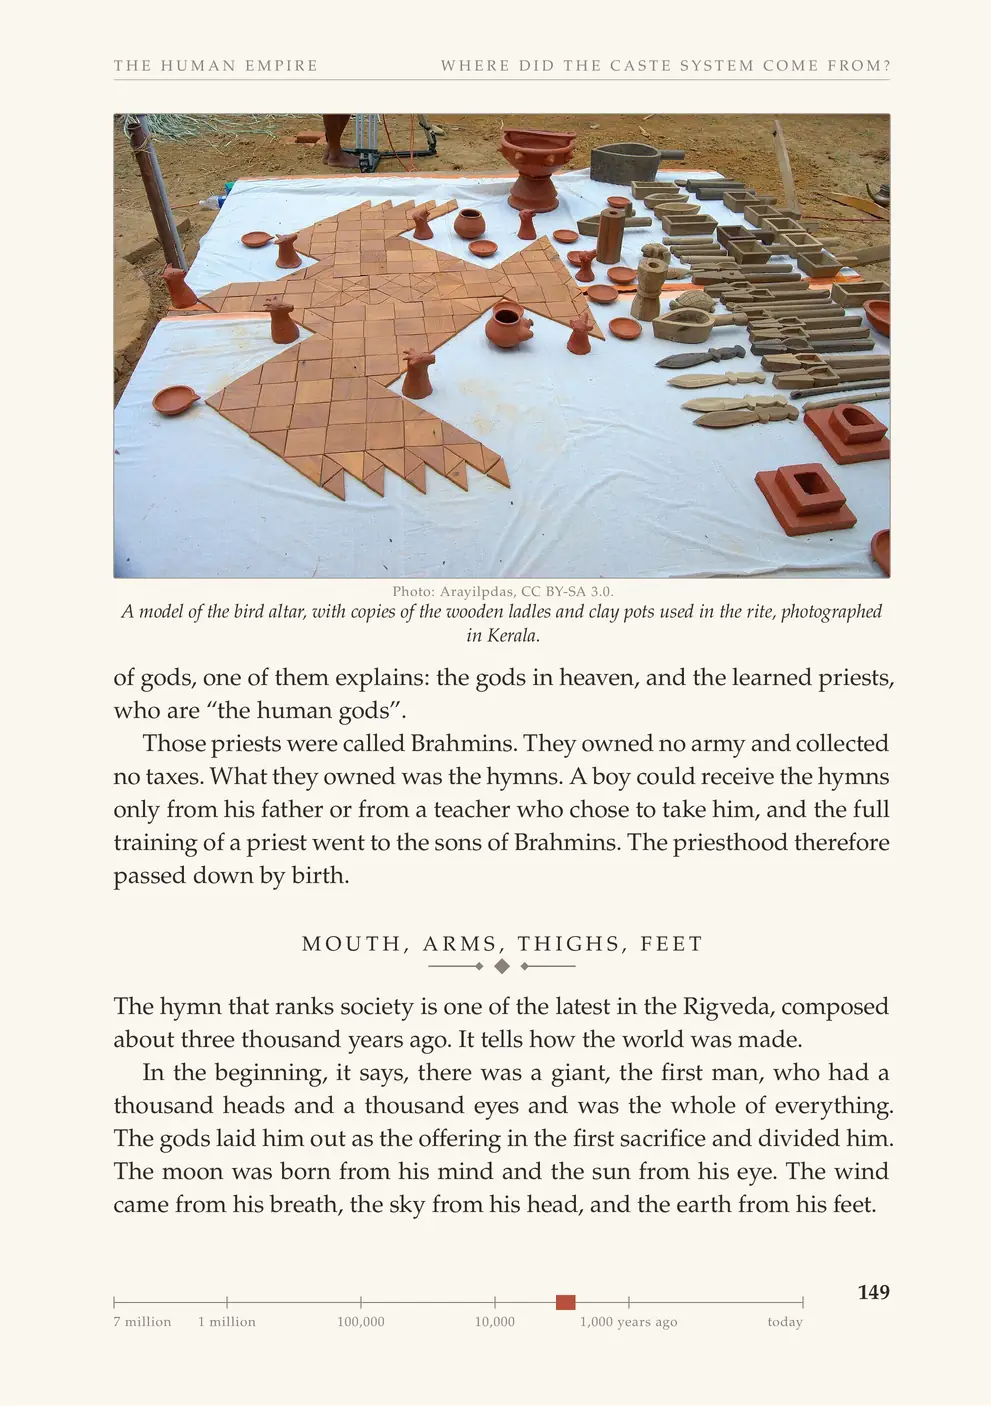 THE HUMAN EMPIRE
WHERE DID THE CASTE SYSTEM COME FROM?
Photo: Arayilpdas, CC BY-SA 3.0.
A model of the bird altar, with copies of the wooden ladles and clay pots used in the rite, photographed
in Kerala.
of gods, one of them explains: the gods in heaven, and the learned priests,
who are “the human gods”.
Those priests were called Brahmins. They owned no army and collected
no taxes. What they owned was the hymns. A boy could receive the hymns
only from his father or from a teacher who chose to take him, and the full
training of a priest went to the sons of Brahmins. The priesthood therefore
passed down by birth.
MOUTH, ARMS, THIGHS, FEET
The hymn that ranks society is one of the latest in the Rigveda, composed
about three thousand years ago. It tells how the world was made.
In the beginning, it says, there was a giant, the first man, who had a
thousand heads and a thousand eyes and was the whole of everything.
The gods laid him out as the offering in the first sacrifice and divided him.
The moon was born from his mind and the sun from his eye. The wind
came from his breath, the sky from his head, and the earth from his feet.
149
7 million 1 million 100,000 10,000 1,000 years ago today